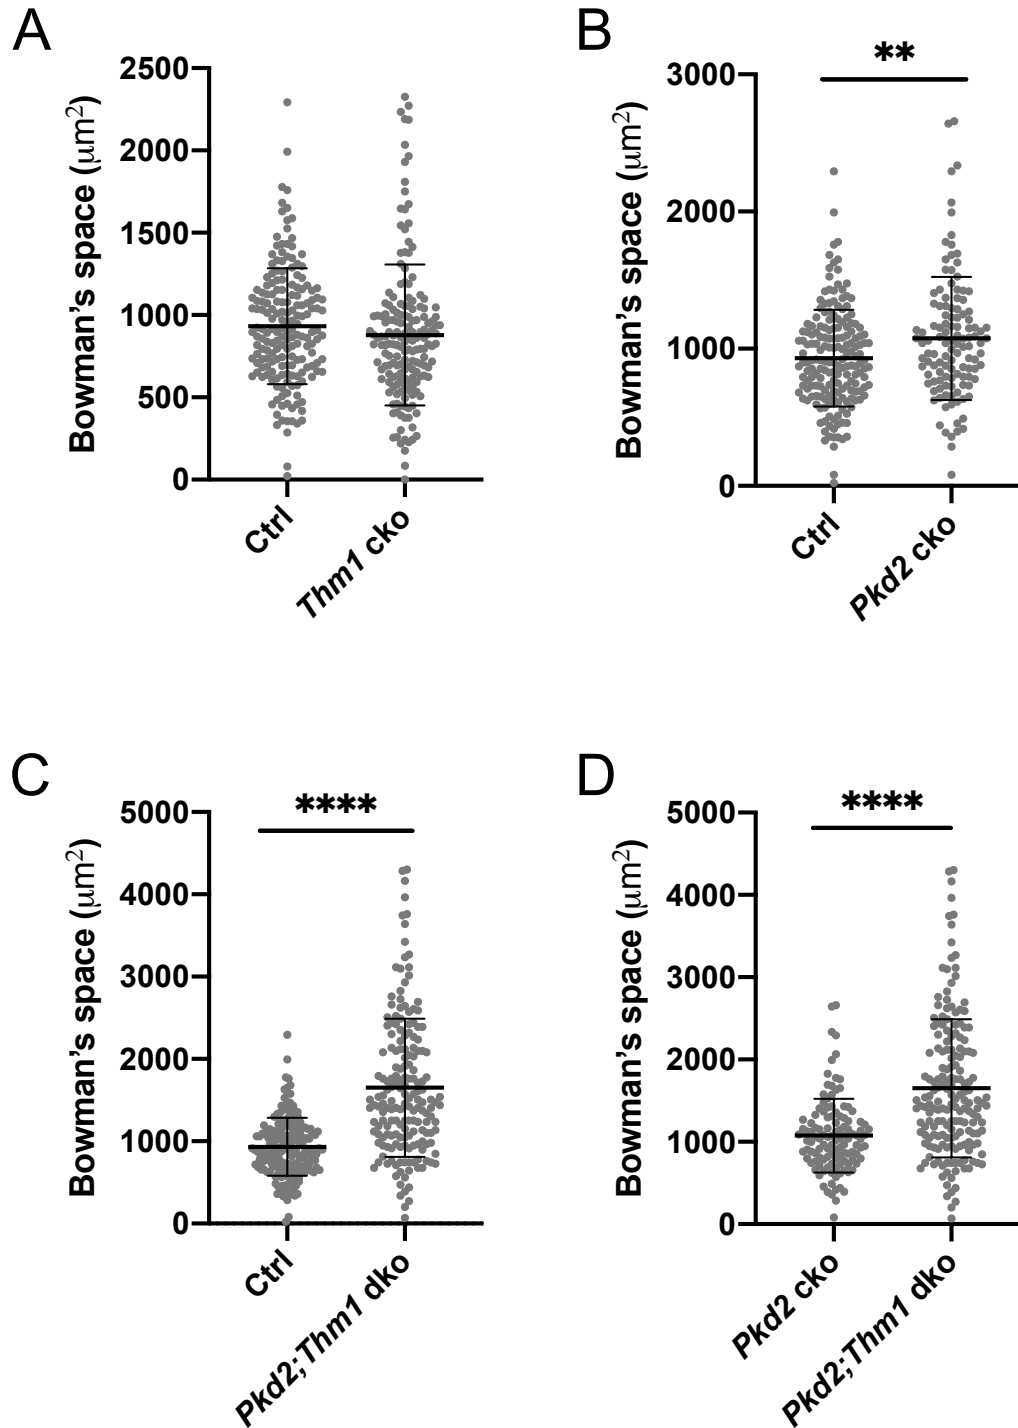 A
Bowman's space (μm²)
2500
2000
1500
1000
500
0
Ctrl
Thm1 cko
B
**
Bowman's space (μm²)
3000
2000
1000
0
Ctrl
Pkd2 cko
C
****
Bowman's space (μm²)
5000
4000
3000
2000
1000
0
Ctrl
Pkd2;Thm1 dko
D
****
Bowman's space (μm²)
5000
4000
3000
2000
1000
0
Pkd2 cko
Pkd2;Thm1 dko